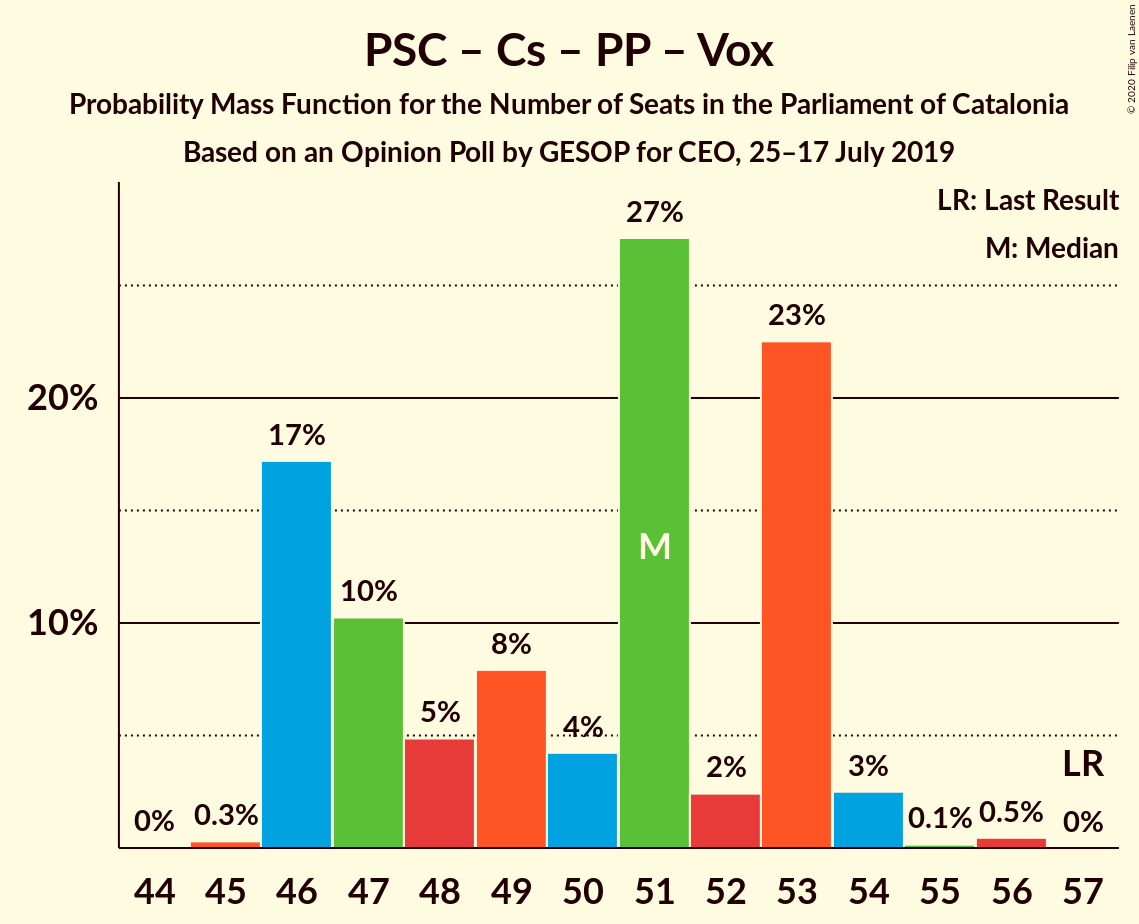 PSC – Cs – PP – Vox
Probability Mass Function for the Number of Seats in the Parliament of Catalonia
Based on an Opinion Poll by GESOP for CEO, 25–17 July 2019
© 2020 Filip van Laenen
LR: Last Result
M: Median
20%
10%
0%
0.3%
17%
10%
5%
8%
4%
27%
M
2%
23%
3%
0.1%
0.5%
LR
0%
44 45 46 47 48 49 50 51 52 53 54 55 56 57